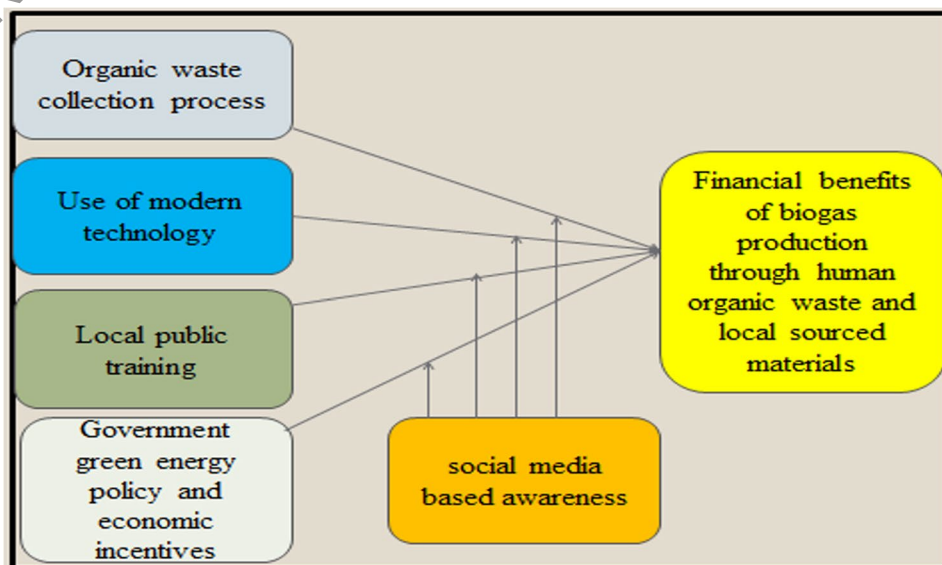 Organic waste
collection process
Use of modern
technology
Local public
training
Government
green energy
policy and
economic
incentives
social media
based awareness
Financial benefits
of biogas
production
through human
organic waste and
local sourced
materials